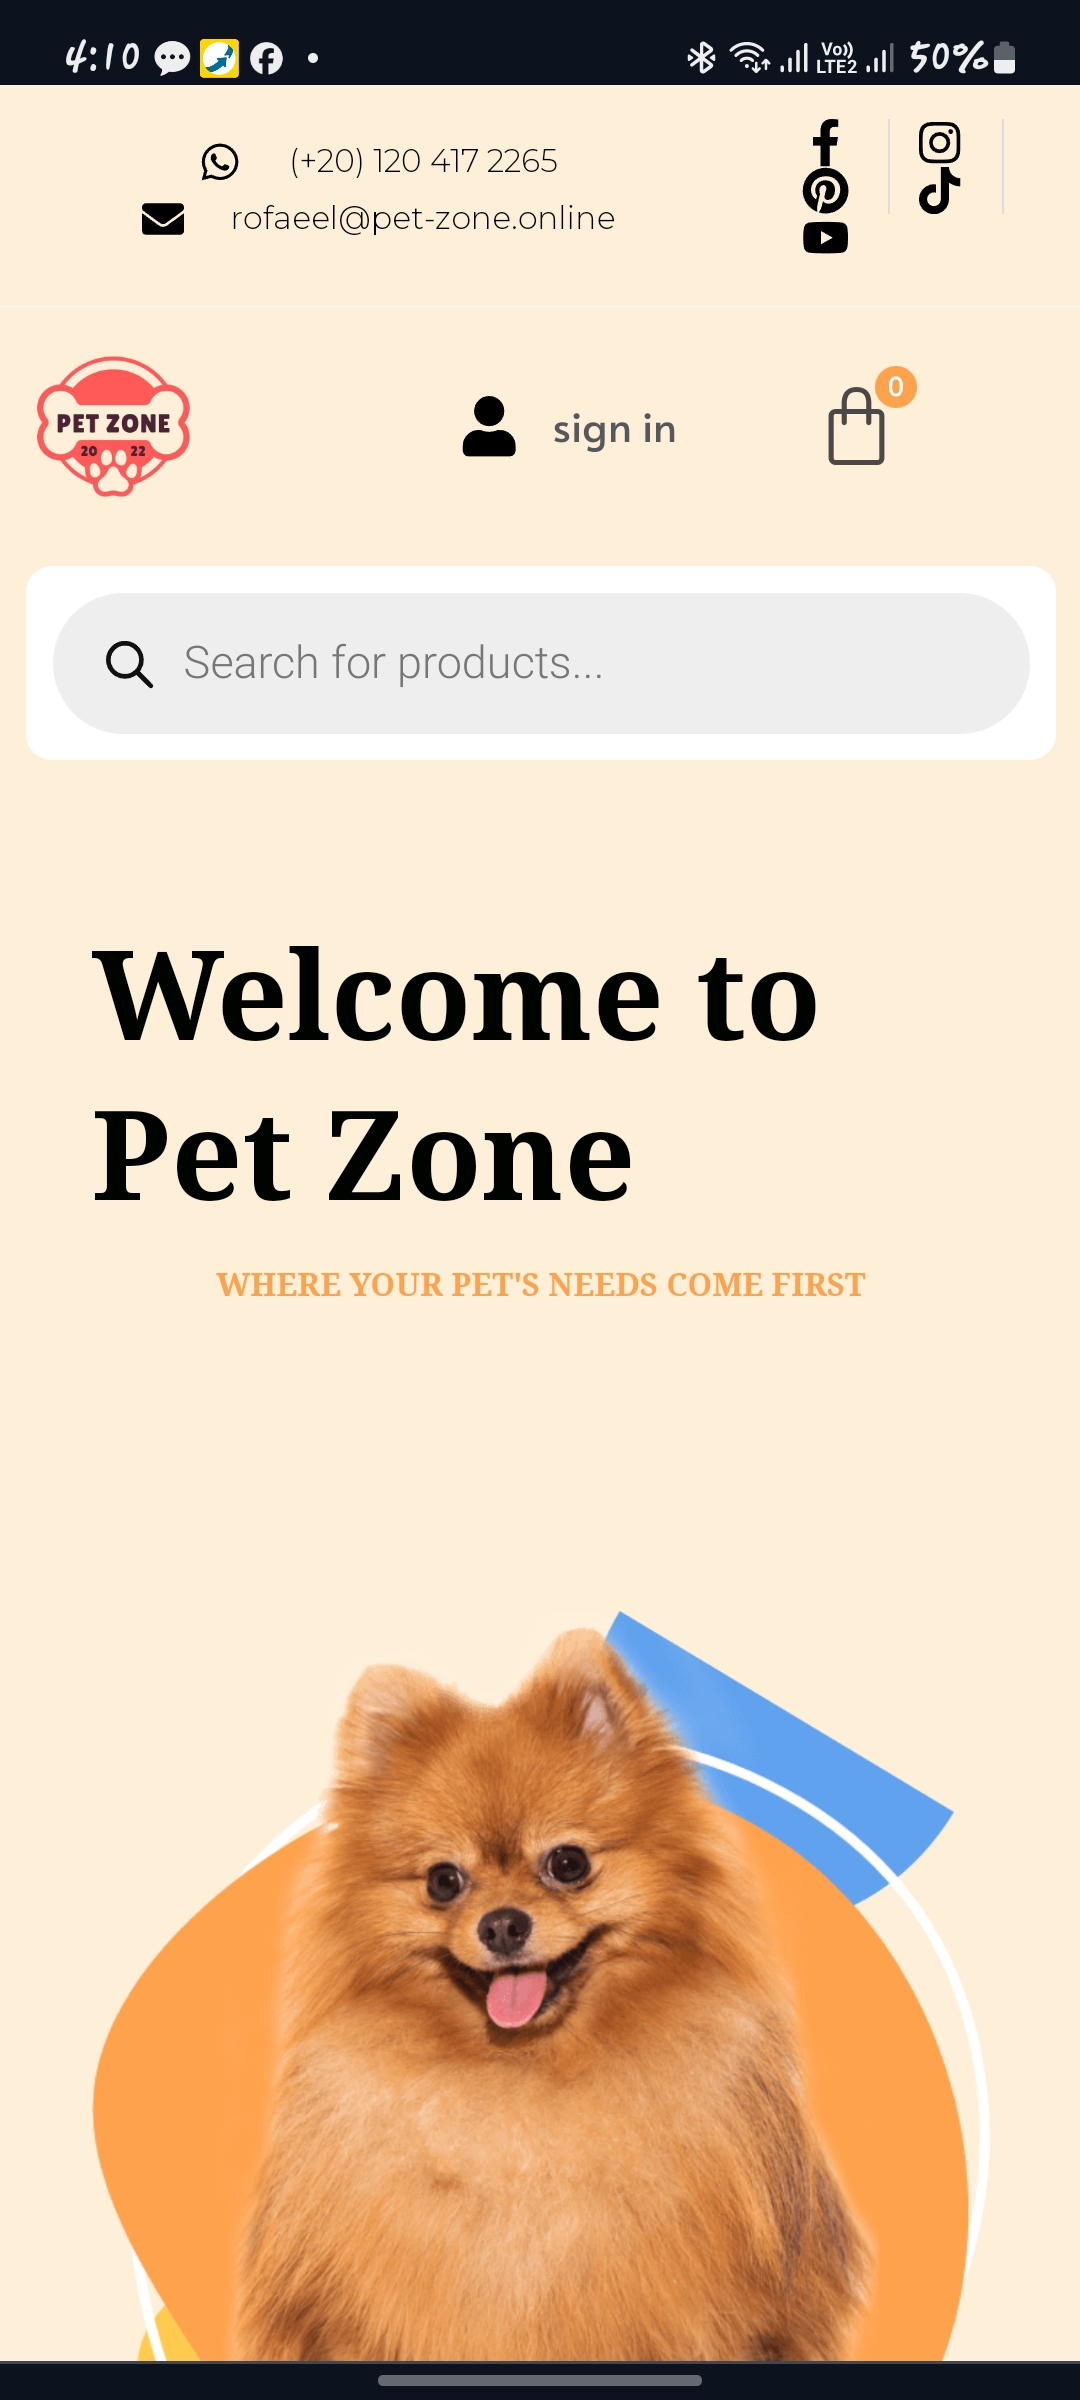 4:10
Vo))
LTE2
50%
(+20) 120 417 2265
rofaeel@pet-zone.online
PET ZONE
20 22
sign in
0
Search for products...
Welcome to
Pet Zone
WHERE YOUR PET'S NEEDS COME FIRST